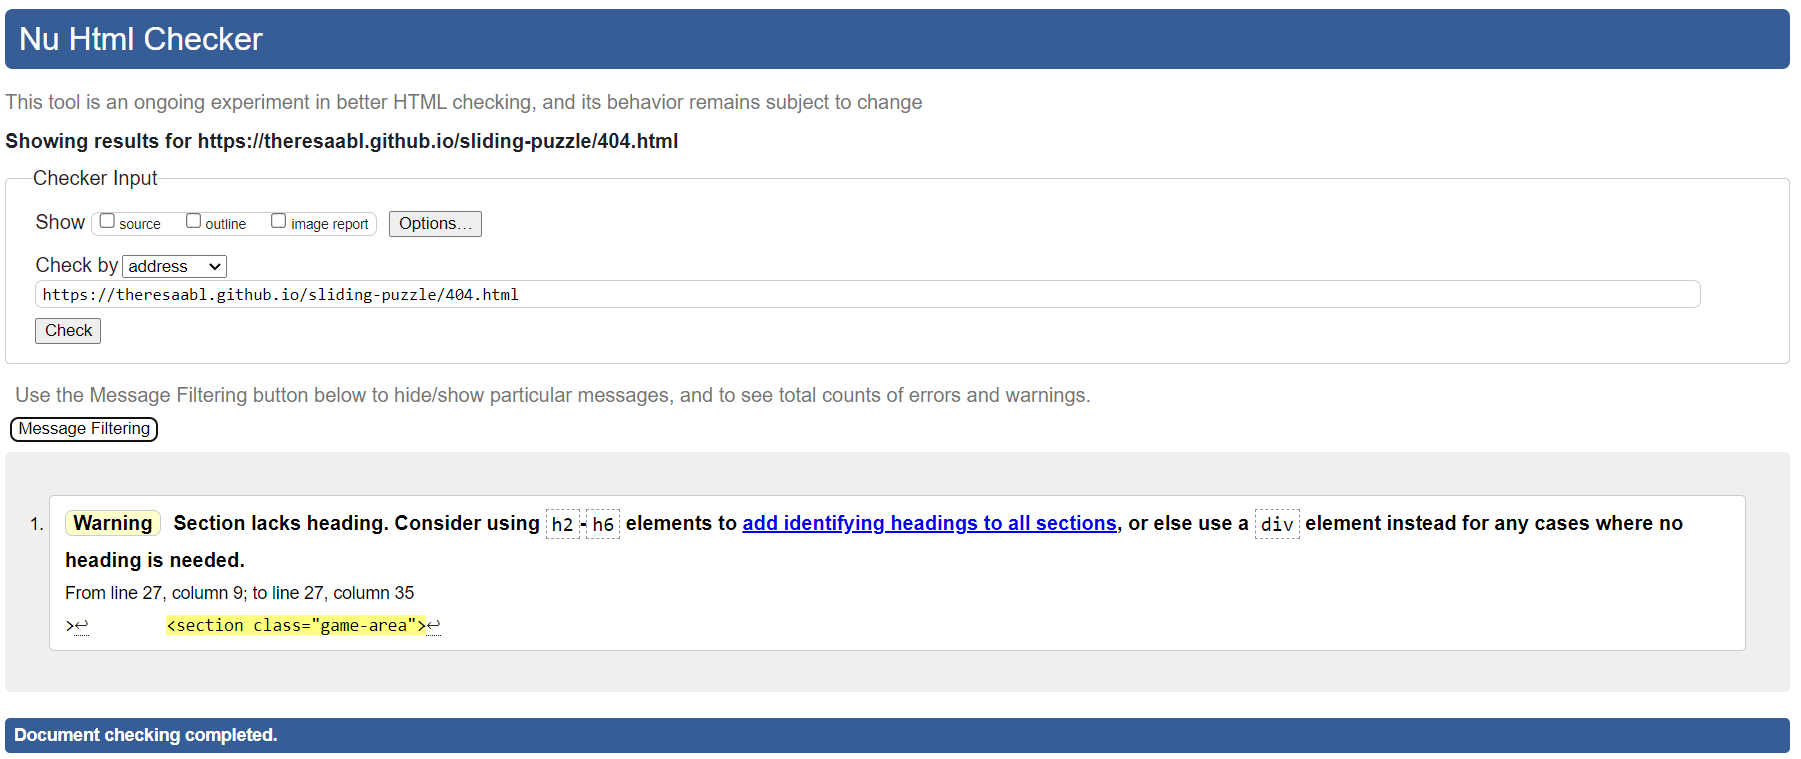 Nu Html Checker
This tool is an ongoing experiment in better HTML checking, and its behavior remains subject to change
Showing results for https://theresaabl.github.io/sliding-puzzle/404.html
Checker Input
Show source outline image report Options...
Check by address
https://theresaabl.github.io/sliding-puzzle/404.html
Check
Use the Message Filtering button below to hide/show particular messages, and to see total counts of errors and warnings.
Message Filtering
1. Warning Section lacks heading. Consider using h2-h6 elements to add identifying headings to all sections, or else use a div element instead for any cases where no
heading is needed.
From line 27, column 9; to line 27, column 35
>↩ <section class="game-area">↩
Document checking completed.